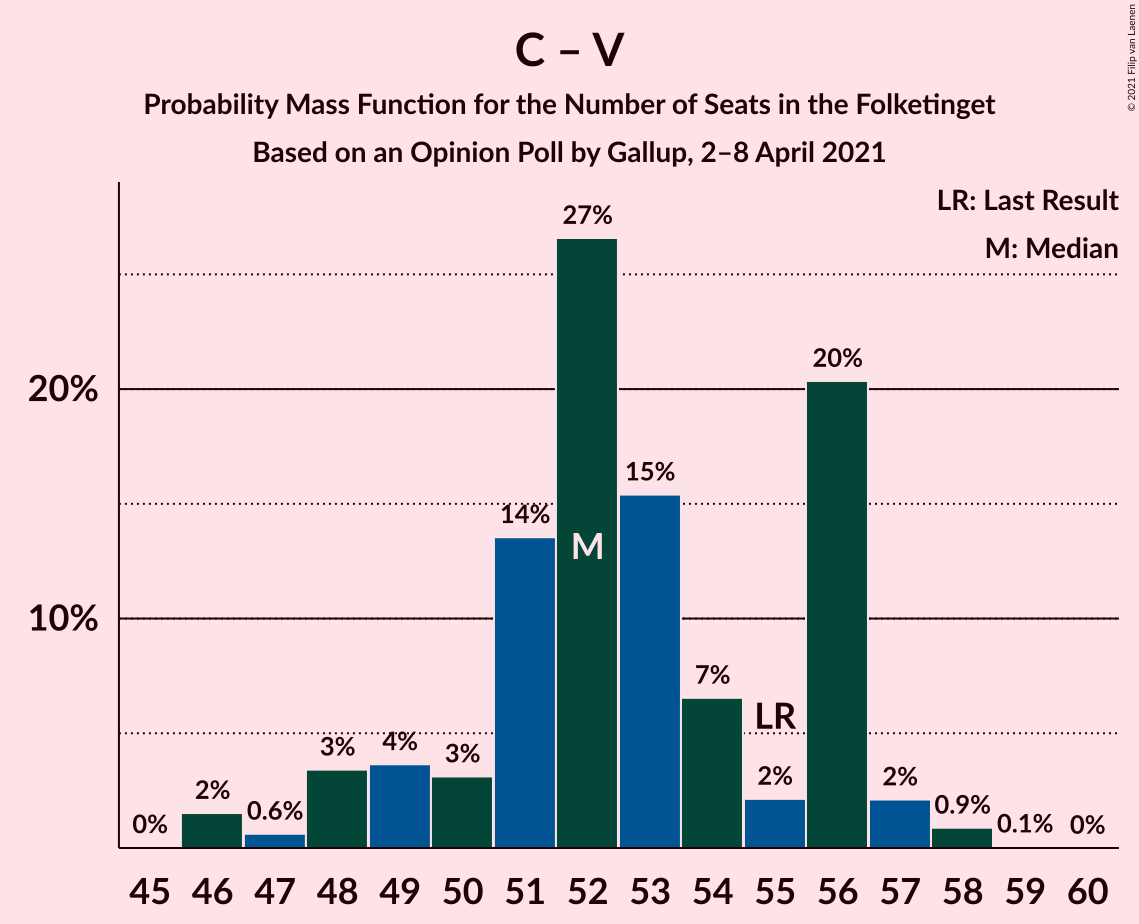 C – V
Probability Mass Function for the Number of Seats in the Folketinget
Based on an Opinion Poll by Gallup, 2–8 April 2021
© 2021 Filip van Laenen
LR: Last Result
M: Median
20%
10%
0%
2%
0.6%
3%
4%
3%
14%
27%
M
15%
7%
LR
2%
20%
2%
0.9%
0.1%
0%
45 46 47 48 49 50 51 52 53 54 55 56 57 58 59 60